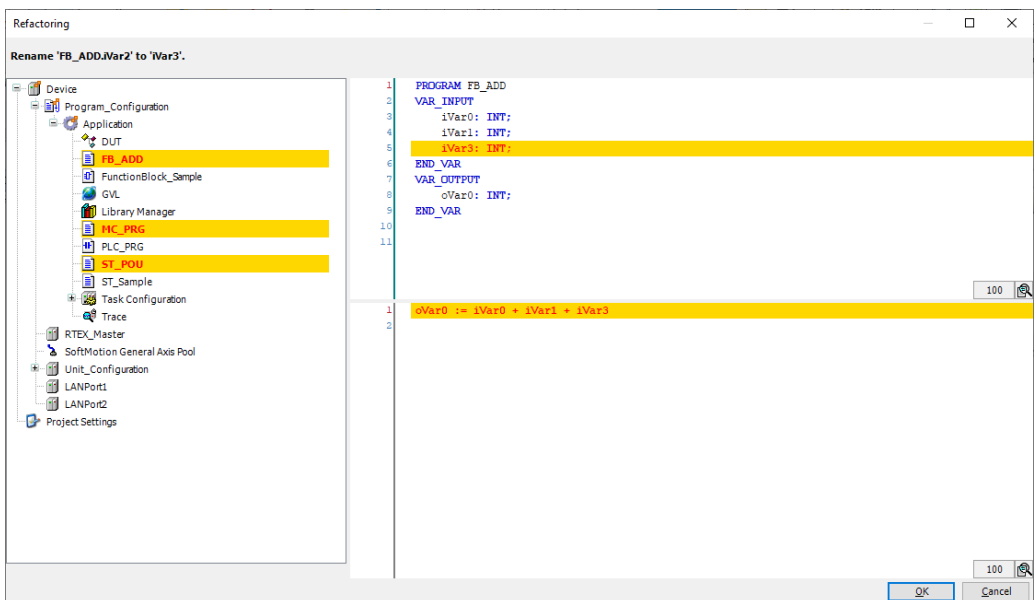 Refactoring
Rename 'FB_ADD.iVar2' to 'iVar3'.
Device
Program_Configuration
Application
DUT
FB_ADD
FunctionBlock_Sample
GVL
Library Manager
MC_PRG
PLC_PRG
ST_POU
ST_Sample
Task Configuration
Trace
RTEX_Master
SoftMotion General Axis Pool
Unit_Configuration
LANPort1
LANPort2
Project Settings
1 PROGRAM FB_ADD
2 VAR_INPUT
3 iVar0: INT;
4 iVar1: INT;
5 iVar3: INT;
6 END_VAR
7 VAR_OUTPUT
8 oVar0: INT;
9 END_VAR
10
11
100
1 oVar0 := iVar0 + iVar1 + iVar3
2
100
OK Cancel